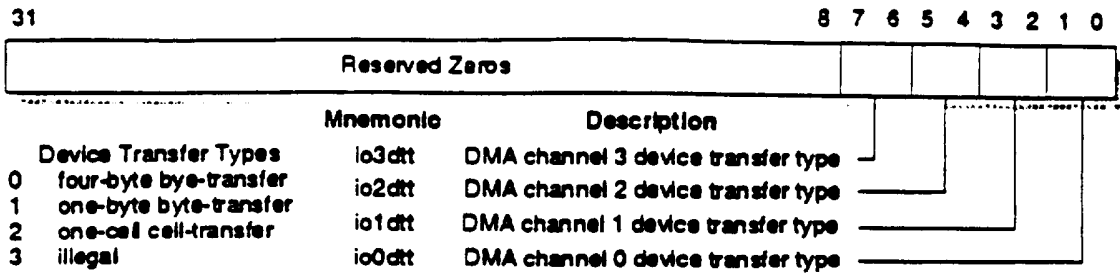 31 8 7 6 5 4 3 2 1 0
Reserved Zeros
Mnemonic Description
Device Transfer Types io3dtt DMA channel 3 device transfer type
0 four-byte bye-transfer io2dtt DMA channel 2 device transfer type
1 one-byte byte-transfer
2 one-cell cell-transfer io1dtt DMA channel 1 device transfer type
3 illegal io0dtt DMA channel 0 device transfer type